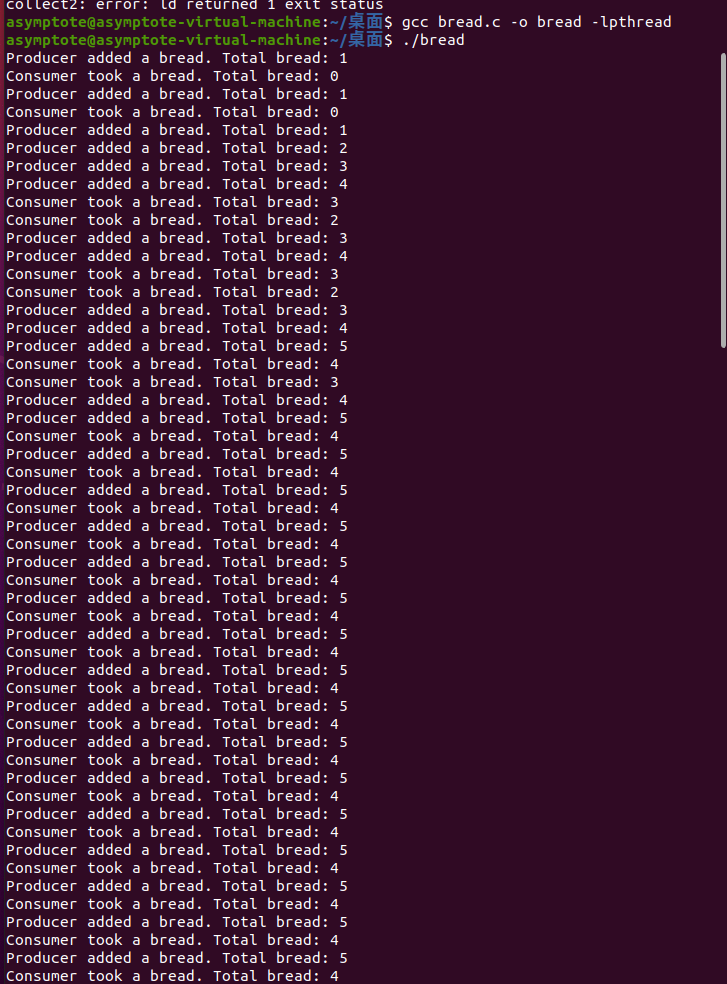 collect2: error: ld returned 1 exit status
asymptote@asymptote-virtual-machine:~/桌面$ gcc bread.c -o bread -lpthread
asymptote@asymptote-virtual-machine:~/桌面$ ./bread
Producer added a bread. Total bread: 1
Consumer took a bread. Total bread: 0
Producer added a bread. Total bread: 1
Consumer took a bread. Total bread: 0
Producer added a bread. Total bread: 1
Producer added a bread. Total bread: 2
Producer added a bread. Total bread: 3
Producer added a bread. Total bread: 4
Consumer took a bread. Total bread: 3
Consumer took a bread. Total bread: 2
Producer added a bread. Total bread: 3
Producer added a bread. Total bread: 4
Consumer took a bread. Total bread: 3
Consumer took a bread. Total bread: 2
Producer added a bread. Total bread: 3
Producer added a bread. Total bread: 4
Producer added a bread. Total bread: 5
Consumer took a bread. Total bread: 4
Consumer took a bread. Total bread: 3
Producer added a bread. Total bread: 4
Producer added a bread. Total bread: 5
Consumer took a bread. Total bread: 4
Producer added a bread. Total bread: 5
Consumer took a bread. Total bread: 4
Producer added a bread. Total bread: 5
Consumer took a bread. Total bread: 4
Producer added a bread. Total bread: 5
Consumer took a bread. Total bread: 4
Producer added a bread. Total bread: 5
Consumer took a bread. Total bread: 4
Producer added a bread. Total bread: 5
Consumer took a bread. Total bread: 4
Producer added a bread. Total bread: 5
Consumer took a bread. Total bread: 4
Producer added a bread. Total bread: 5
Consumer took a bread. Total bread: 4
Producer added a bread. Total bread: 5
Consumer took a bread. Total bread: 4
Producer added a bread. Total bread: 5
Consumer took a bread. Total bread: 4
Producer added a bread. Total bread: 5
Consumer took a bread. Total bread: 4
Producer added a bread. Total bread: 5
Consumer took a bread. Total bread: 4
Producer added a bread. Total bread: 5
Consumer took a bread. Total bread: 4
Producer added a bread. Total bread: 5
Consumer took a bread. Total bread: 4
Producer added a bread. Total bread: 5
Consumer took a bread. Total bread: 4
Producer added a bread. Total bread: 5
Consumer took a bread. Total bread: 4